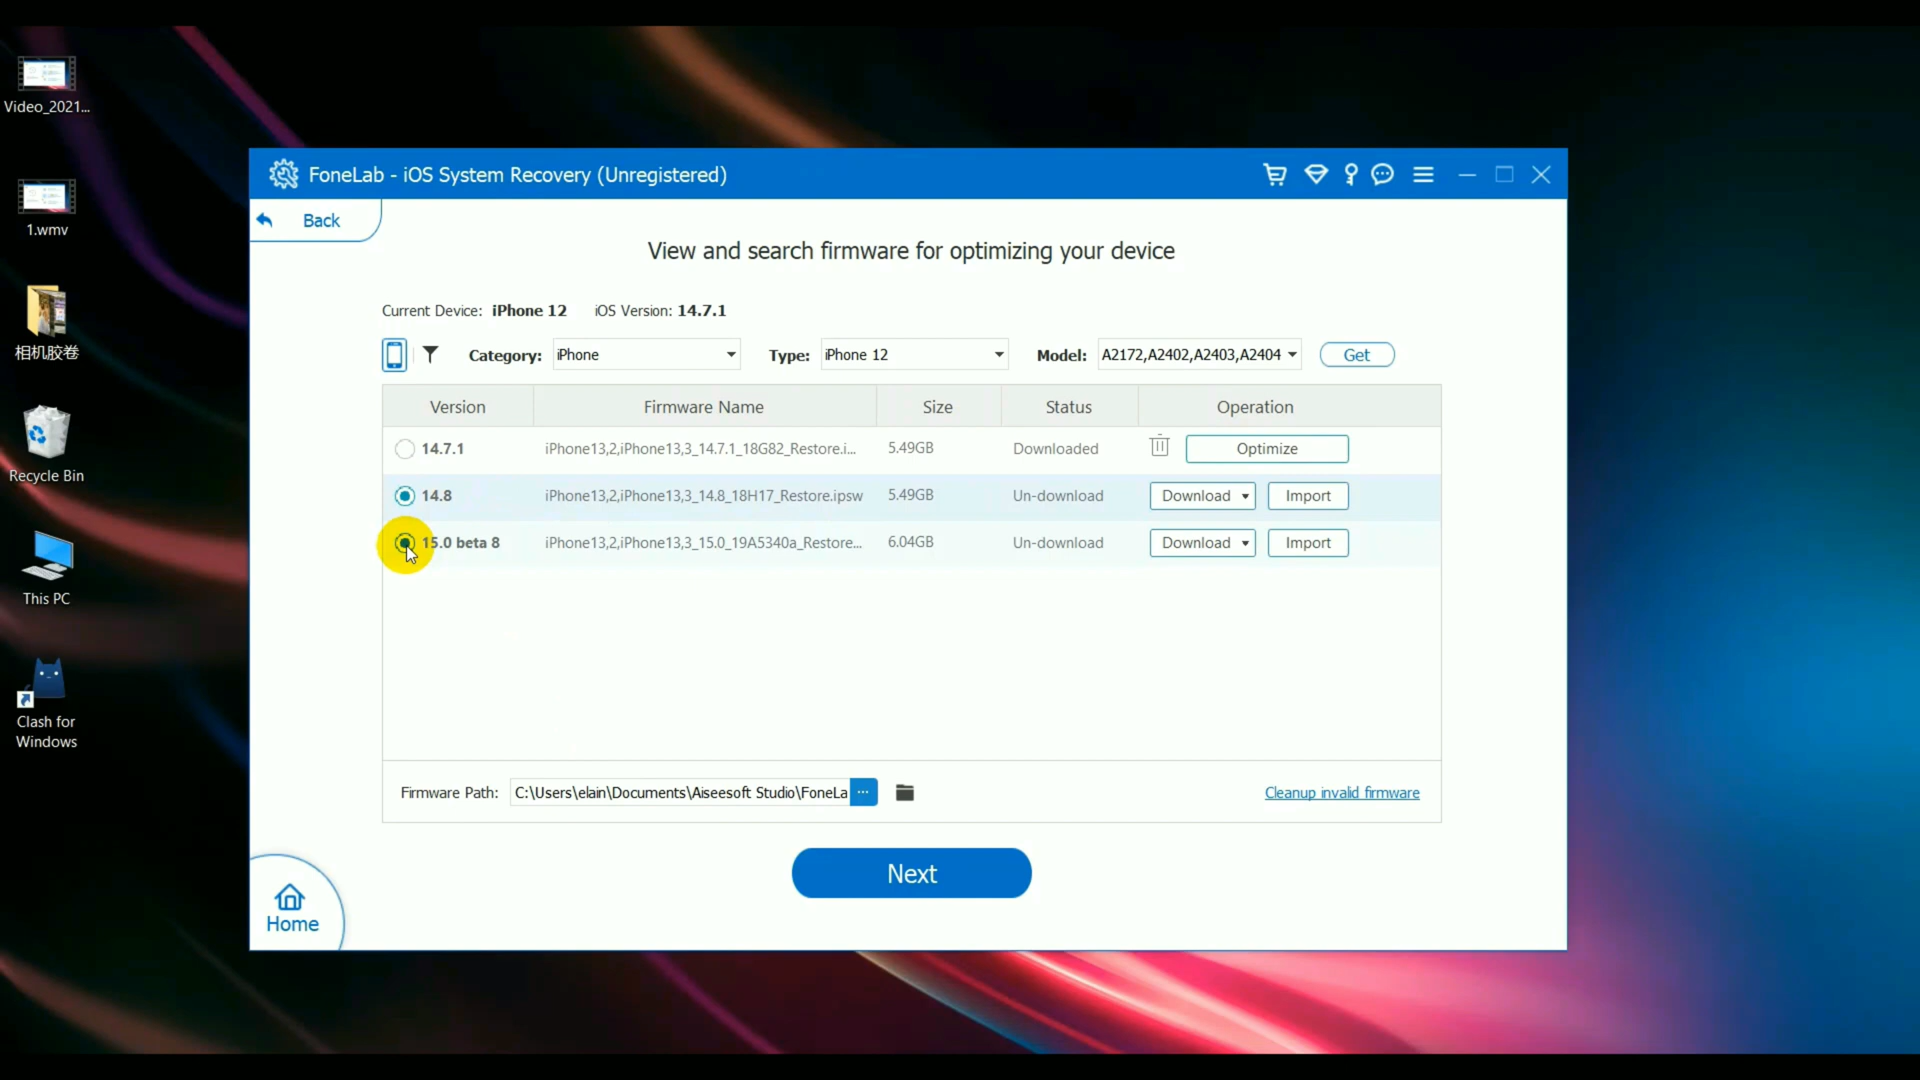 Video_2021...
1.wmv
相机胶卷
Recycle Bin
This PC
Clash for
Windows
FoneLab - iOS System Recovery (Unregistered)
Back
View and search firmware for optimizing your device
Current Device: iPhone 12 iOS Version: 14.7.1
Category: iPhone Type: iPhone 12 Model: A2172,A2402,A2403,A2404 Get
Version Firmware Name Size Status Operation
14.7.1 iPhone13,2,iPhone13,3_14.7.1_18G82_Restore.i... 5.49GB Downloaded Optimize
14.8 iPhone13,2,iPhone13,3_14.8_18H17_Restore.ipsw 5.49GB Un-download Download Import
15.0 beta 8 iPhone13,2,iPhone13,3_15.0_19A5340a_Restore... 6.04GB Un-download Download Import
Firmware Path: C:\Users\elain\Documents\Aiseesoft Studio\FoneLa ... Cleanup invalid firmware
Next
Home